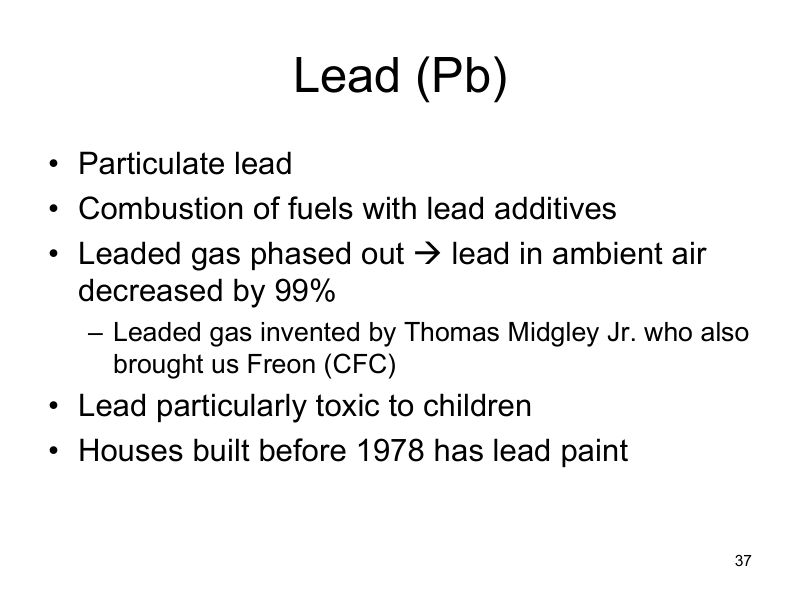 Lead (Pb)
• Particulate lead
• Combustion of fuels with lead additives
• Leaded gas phased out → lead in ambient air
decreased by 99%
– Leaded gas invented by Thomas Midgley Jr. who also
brought us Freon (CFC)
• Lead particularly toxic to children
• Houses built before 1978 has lead paint
37